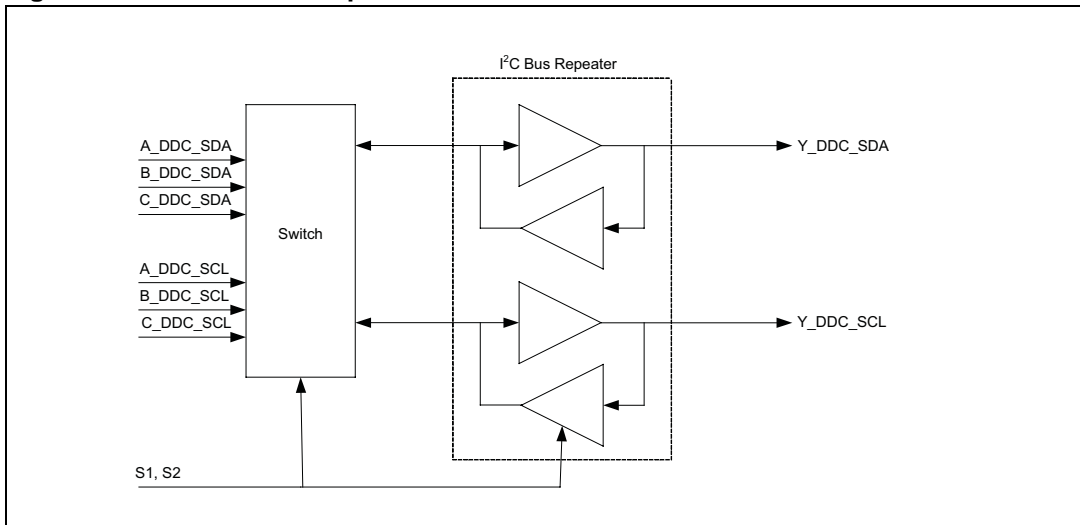 I²C Bus Repeater
A_DDC_SDA
B_DDC_SDA
C_DDC_SDA
Y_DDC_SDA
Switch
A_DDC_SCL
B_DDC_SCL
C_DDC_SCL
Y_DDC_SCL
S1, S2